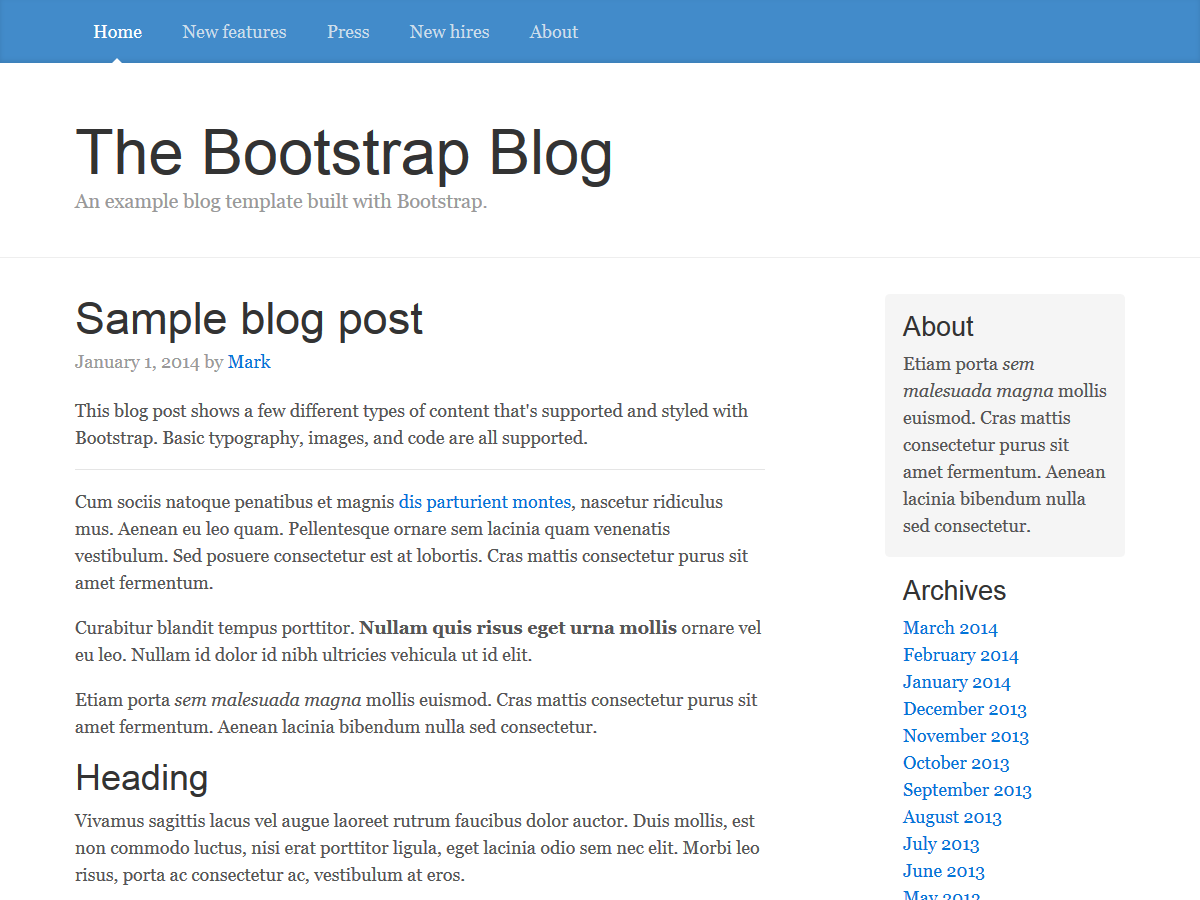 Home New features Press New hires About
The Bootstrap Blog
An example blog template built with Bootstrap.
Sample blog post
January 1, 2014 by Mark
This blog post shows a few different types of content that's supported and styled with
Bootstrap. Basic typography, images, and code are all supported.
Cum sociis natoque penatibus et magnis dis parturient montes, nascetur ridiculus
mus. Aenean eu leo quam. Pellentesque ornare sem lacinia quam venenatis
vestibulum. Sed posuere consectetur est at lobortis. Cras mattis consectetur purus sit
amet fermentum.
Curabitur blandit tempus porttitor. Nullam quis risus eget urna mollis ornare vel
eu leo. Nullam id dolor id nibh ultricies vehicula ut id elit.
Etiam porta sem malesuada magna mollis euismod. Cras mattis consectetur purus sit
amet fermentum. Aenean lacinia bibendum nulla sed consectetur.
Heading
Vivamus sagittis lacus vel augue laoreet rutrum faucibus dolor auctor. Duis mollis, est
non commodo luctus, nisi erat porttitor ligula, eget lacinia odio sem nec elit. Morbi leo
risus, porta ac consectetur ac, vestibulum at eros.
About
Etiam porta sem
malesuada magna mollis
euismod. Cras mattis
consectetur purus sit
amet fermentum. Aenean
lacinia bibendum nulla
sed consectetur.
Archives
March 2014
February 2014
January 2014
December 2013
November 2013
October 2013
September 2013
August 2013
July 2013
June 2013
May 2013